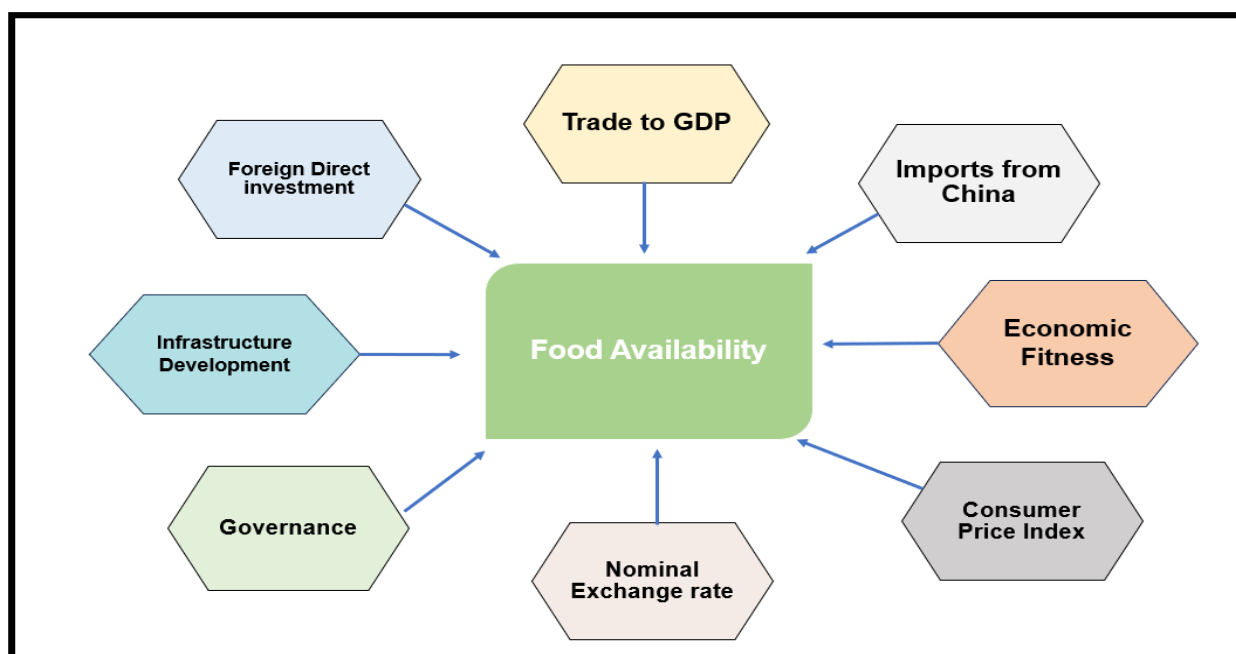 Trade to GDP
Foreign Direct
investment
Imports from
China
Infrastructure
Development
Food Availability
Economic
Fitness
Governance
Nominal
Exchange rate
Consumer
Price Index